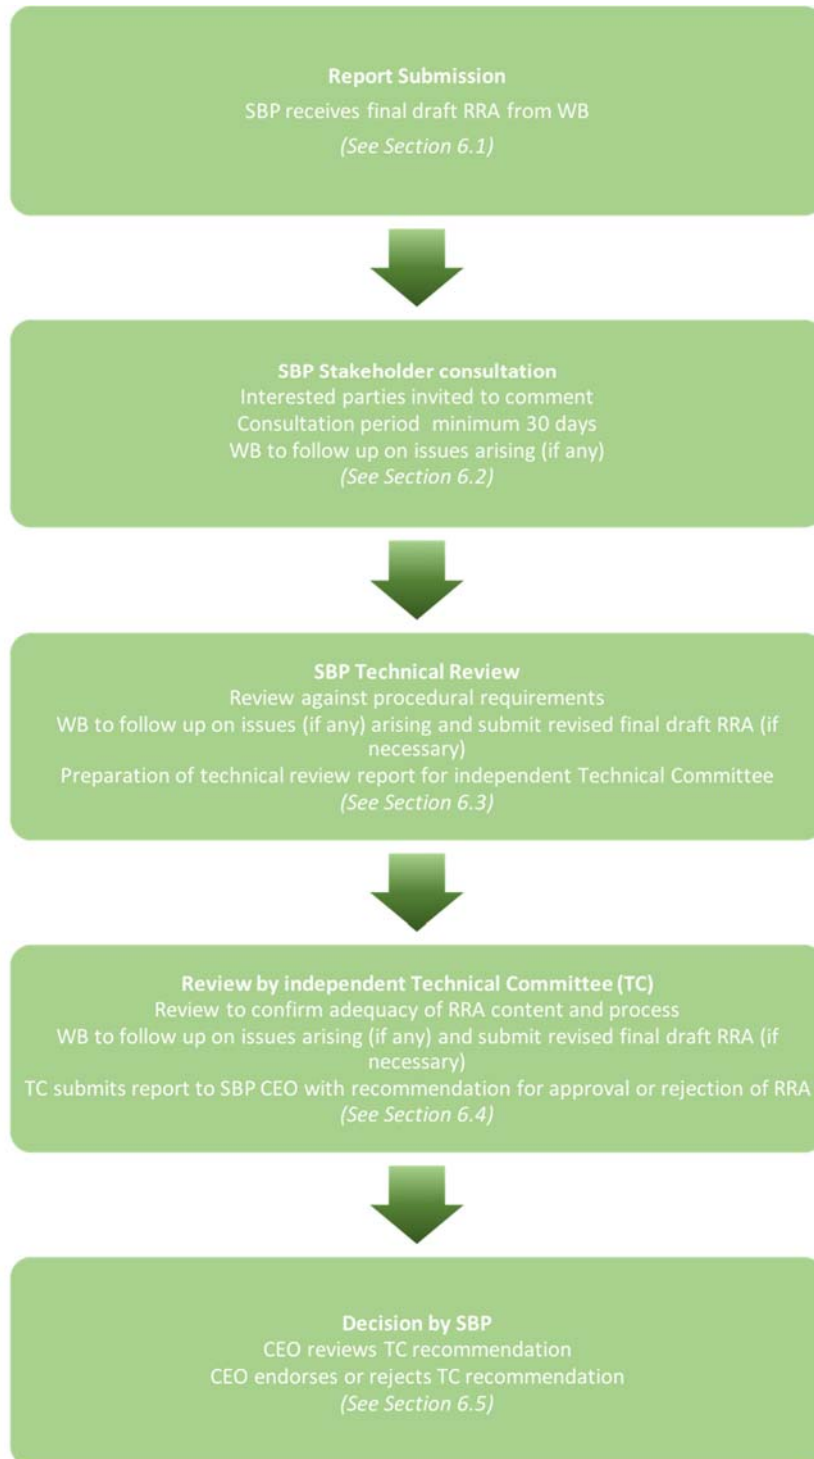 Report Submission
SBP receives final draft RRA from WB
(See Section 6.1)
SBP Stakeholder consultation
Interested parties invited to comment
Consultation period  minimum 30 days
WB to follow up on issues arising (if any)
(See Section 6.2)
SBP Technical Review
Review against procedural requirements
WB to follow up on issues (if any) arising and submit revised final draft RRA (if
necessary)
Preparation of technical review report for independent Technical Committee
(See Section 6.3)
Review by independent Technical Committee (TC)
Review to confirm adequacy of RRA content and process
WB to follow up on issues arising (if any) and submit revised final draft RRA (if
necessary)
TC submits report to SBP CEO with recommendation for approval or rejection of RRA
(See Section 6.4)
Decision by SBP
CEO reviews TC recommendation
CEO endorses or rejects TC recommendation
(See Section 6.5)